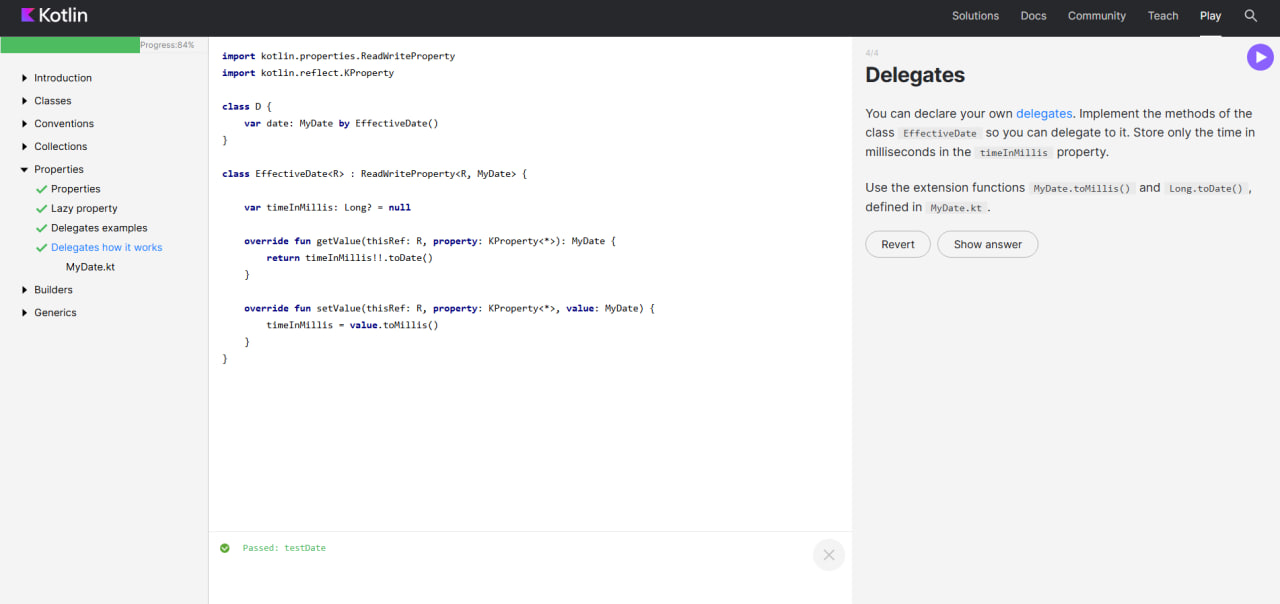 Kotlin
Solutions Docs Community Teach Play
Progress:84%
Introduction
Classes
Conventions
Collections
Properties
Properties
Lazy property
Delegates examples
Delegates how it works
MyDate.kt
Builders
Generics
import kotlin.properties.ReadWriteProperty
import kotlin.reflect.KProperty
class D {
var date: MyDate by EffectiveDate()
}
class EffectiveDate<R> : ReadWriteProperty<R, MyDate> {
var timeInMillis: Long? = null
override fun getValue(thisRef: R, property: KProperty<*>): MyDate {
return timeInMillis!!.toDate()
}
override fun setValue(thisRef: R, property: KProperty<*>, value: MyDate) {
timeInMillis = value.toMillis()
}
}
Passed: testDate
4/4
Delegates
You can declare your own delegates. Implement the methods of the
class EffectiveDate so you can delegate to it. Store only the time in
milliseconds in the timeInMillis property.
Use the extension functions MyDate.toMillis() and Long.toDate() ,
defined in MyDate.kt .
Revert Show answer